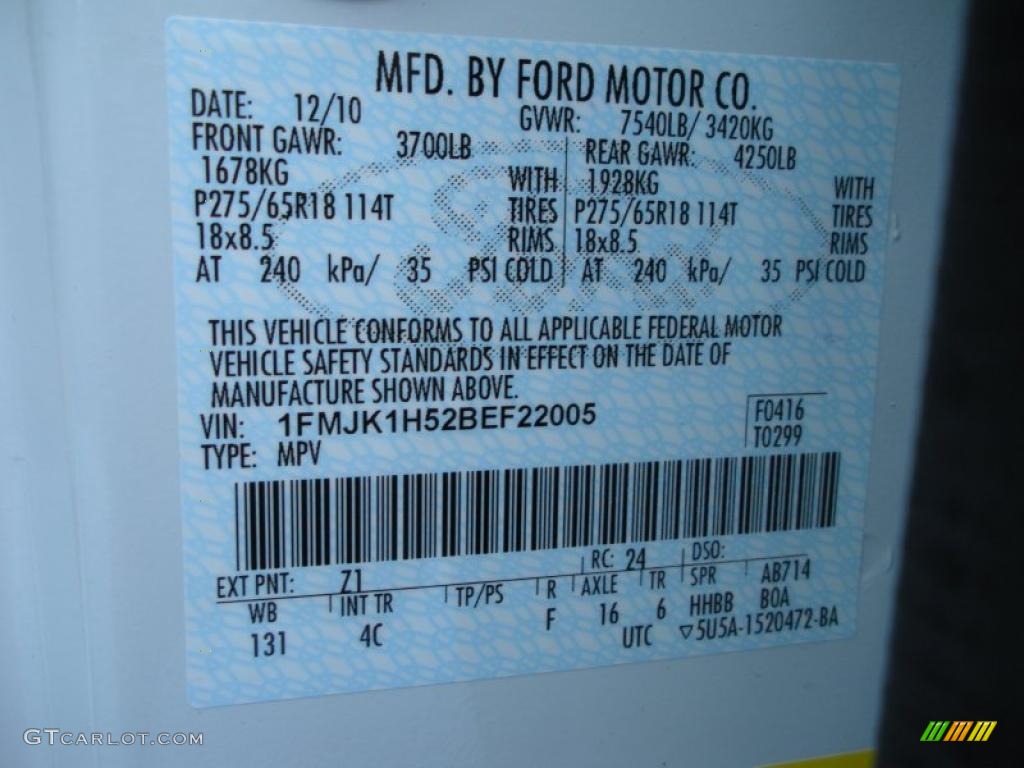 MFD. BY FORD MOTOR CO.
DATE: 12/10 GVWR: 7540LB/ 3420KG
FRONT GAWR: 3700LB REAR GAWR: 4250LB
1678KG WITH 1928KG WITH
P275/65R18 114T TIRES P275/65R18 114T TIRES
18x8.5 RIMS 18x8.5 RIMS
AT 240 kPa/ 35 PSI COLD AT 240 kPa/ 35 PSI COLD
THIS VEHICLE CONFORMS TO ALL APPLICABLE FEDERAL MOTOR
VEHICLE SAFETY STANDARDS IN EFFECT ON THE DATE OF
MANUFACTURE SHOWN ABOVE.
VIN: 1FMJK1H52BEF22005 F0416
TYPE: MPV T0299
EXT PNT: Z1 RC: 24 DSO:
WB INT TR TP/PS R AXLE TR SPR AB714
131 4C F 16 6 HHBB BOA
UTC ▽5U5A-1520472-BA
GTCARLOT.COM